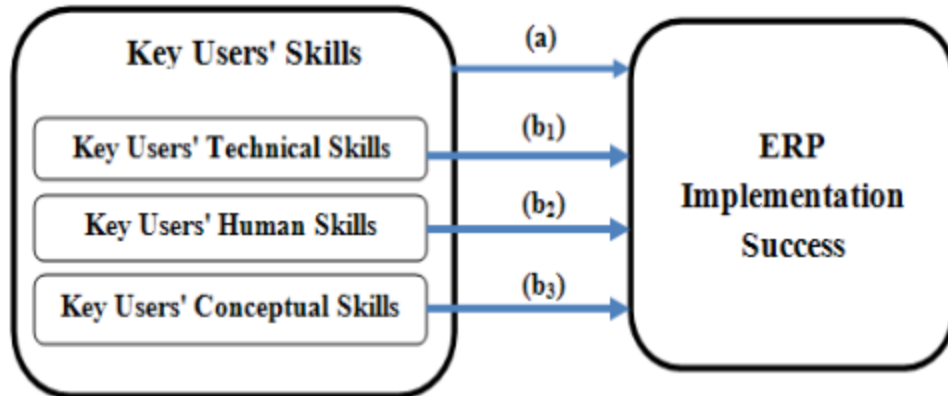 Key Users' Skills
(a)
Key Users' Technical Skills
(b₁)
Key Users' Human Skills
(b₂)
Key Users' Conceptual Skills
(b₃)
ERP
Implementation
Success